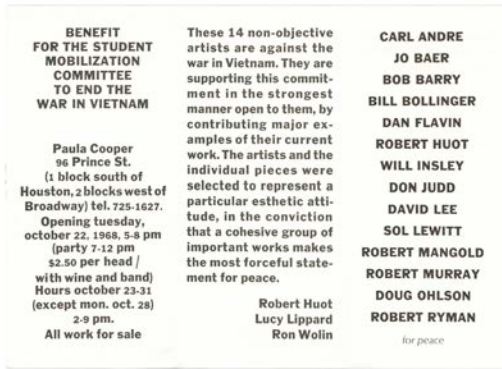 BENEFIT
FOR THE STUDENT
MOBILIZATION
COMMITTEE
TO END THE
WAR IN VIETNAM
Paula Cooper
96 Prince St.
(1 block south of
Houston, 2 blocks west of
Broadway) tel. 725-1627.
Opening tuesday,
october 22, 1968, 5-8 pm
(party 7-12 pm
$2.50 per head /
with wine and band)
Hours october 23-31
(except mon. oct. 28)
2-9 pm.
All work for sale
These 14 non-objective
artists are against the
war in Vietnam. They are
supporting this commit-
ment in the strongest
manner open to them, by
contributing major ex-
amples of their current
work. The artists and the
individual pieces were
selected to represent a
particular esthetic atti-
tude, in the conviction
that a cohesive group of
important works makes
the most forceful state-
ment for peace.
Robert Huot
Lucy Lippard
Ron Wolin
CARL ANDRE
JO BAER
BOB BARRY
BILL BOLLINGER
DAN FLAVIN
ROBERT HUOT
WILL INSLEY
DON JUDD
DAVID LEE
SOL LEWITT
ROBERT MANGOLD
ROBERT MURRAY
DOUG OHLSON
ROBERT RYMAN
for peace